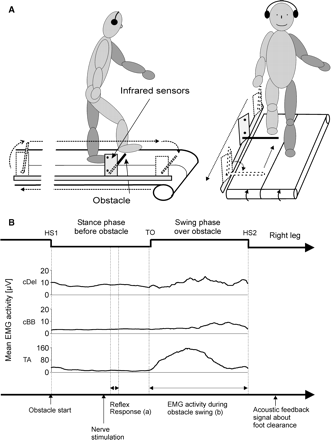 A
Infrared sensors
Obstacle
B
Stance phase
before obstacle
Swing phase
over obstacle
HS1
TO
HS2
Right leg
Mean EMG activity [µV]
cDel
20
10
0
cBB
20
10
0
TA
160
80
0
Obstacle start
Nerve
stimulation
Reflex
Response (a)
EMG activity during
obstacle swing (b)
Acoustic feedback
signal about
foot clearance